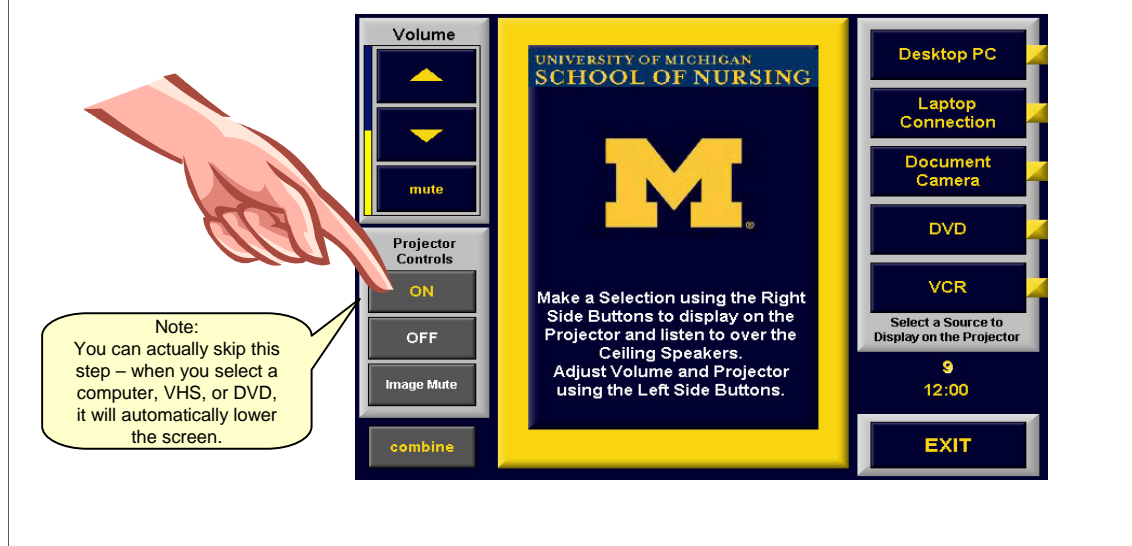 Volume
mute
Projector
Controls
ON
OFF
Image Mute
combine
Note:
You can actually skip this
step – when you select a
computer, VHS, or DVD,
it will automatically lower
the screen.
UNIVERSITY OF MICHIGAN
SCHOOL OF NURSING
M
®
Make a Selection using the Right
Side Buttons to display on the
Projector and listen to over the
Ceiling Speakers.
Adjust Volume and Projector
using the Left Side Buttons.
Desktop PC
Laptop
Connection
Document
Camera
DVD
VCR
Select a Source to
Display on the Projector
9
12:00
EXIT